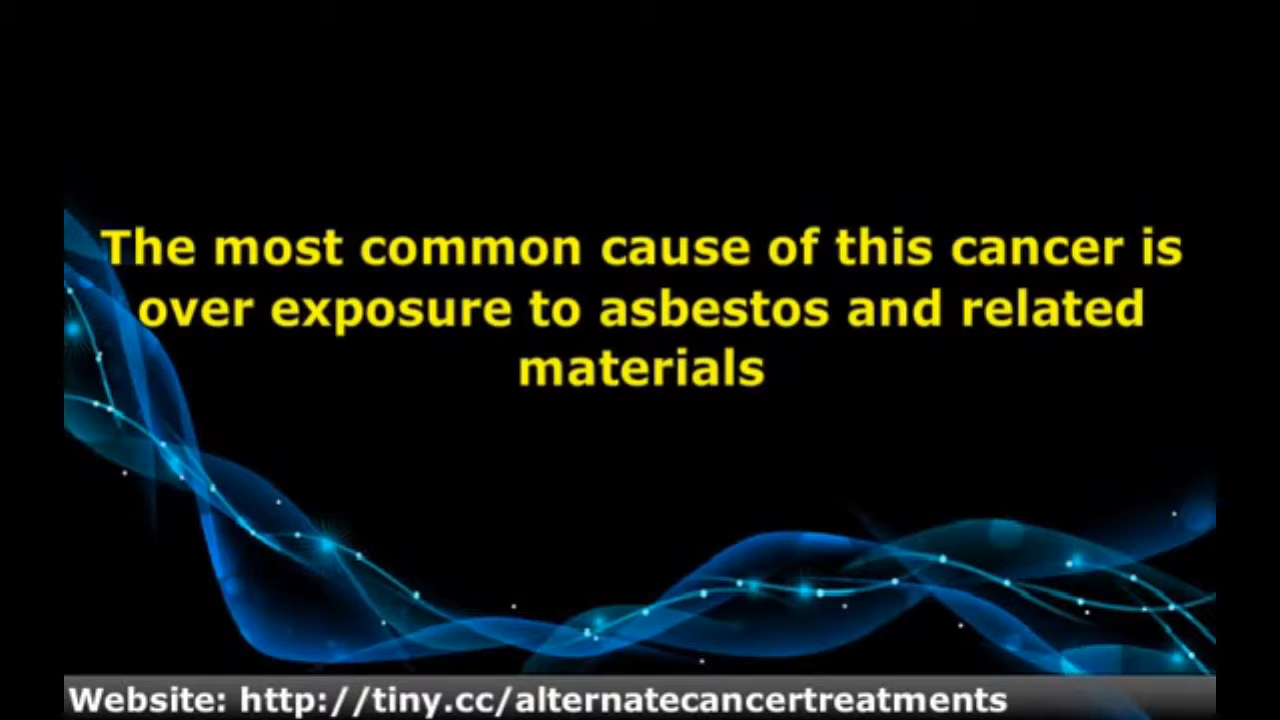 The most common cause of this cancer is
over exposure to asbestos and related
materials
Website: http://tiny.cc/alternatecancertreatments